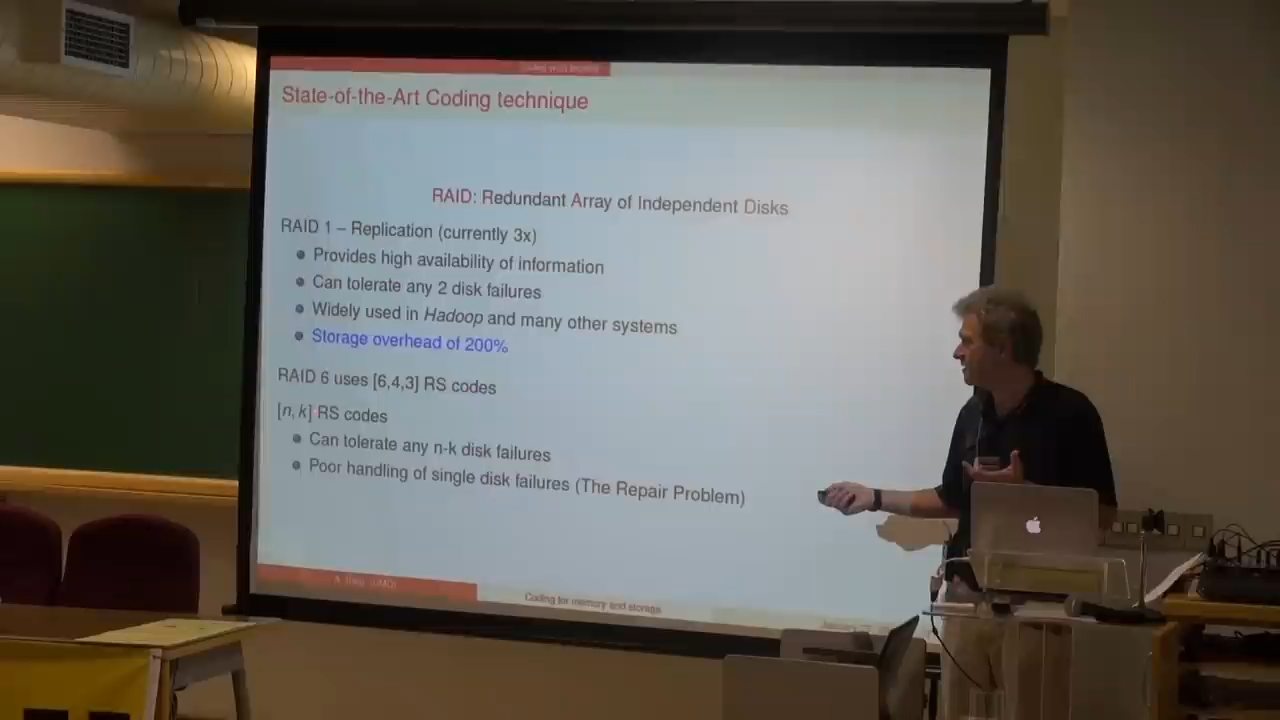 State-of-the-Art Coding technique
RAID: Redundant Array of Independent Disks
RAID 1 – Replication (currently 3x)
Provides high availability of information
Can tolerate any 2 disk failures
Widely used in Hadoop and many other systems
Storage overhead of 200%
RAID 6 uses [6,4,3] RS codes
[n, k] RS codes
Can tolerate any n-k disk failures
Poor handling of single disk failures (The Repair Problem)
Coding for memory and storage